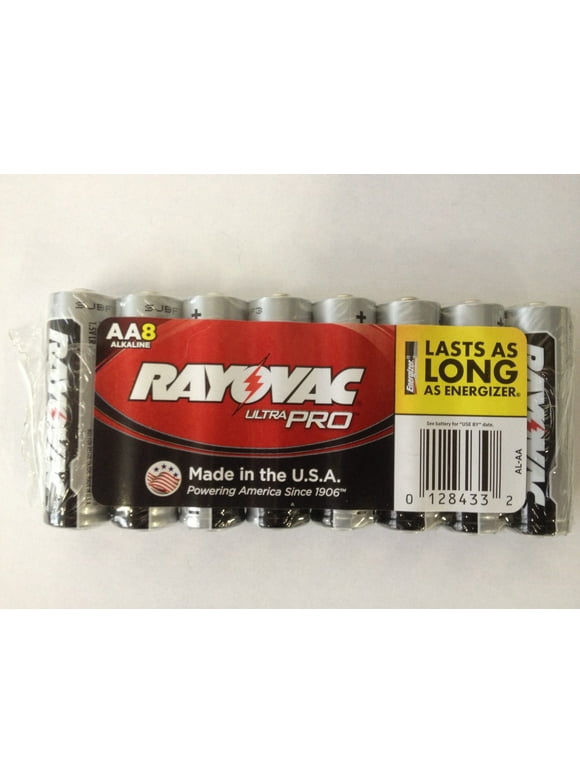 AA8
ALKALINE
RAYOVAC
ULTRA PRO™
Made in the U.S.A.
Powering America Since 1906™
Energizer
LASTS AS
LONG
AS ENERGIZER®
See battery for "USE BY" date.
0 128433 2
AL-AA
RAYOVAC
RAYOVAC